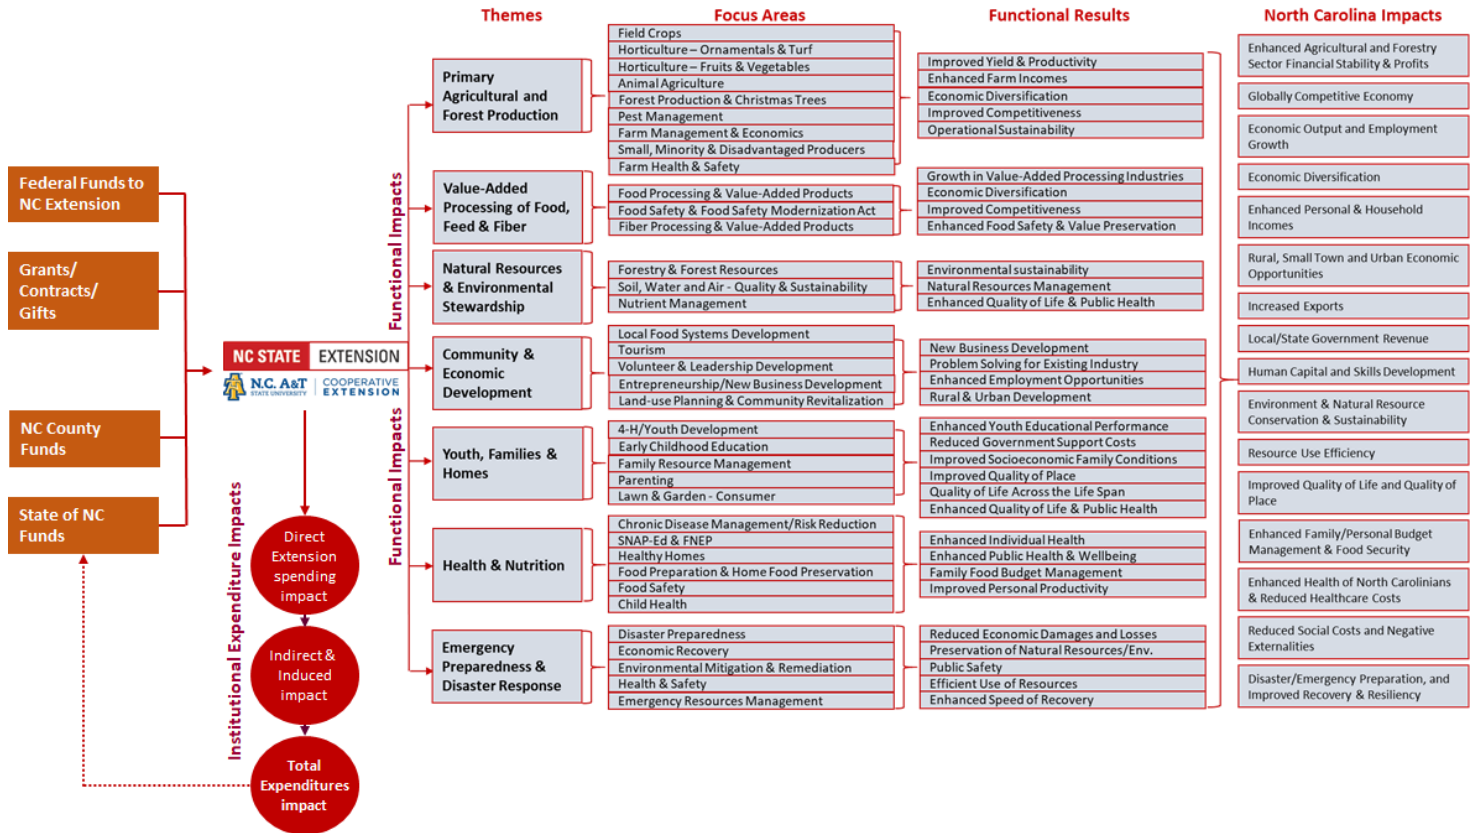 Themes
Focus Areas
Functional Results
North Carolina Impacts
Federal Funds to
NC Extension
Grants/
Contracts/
Gifts
NC County
Funds
State of NC
Funds
NC STATE
EXTENSION
N.C. A&T
STATE UNIVERSITY
COOPERATIVE
EXTENSION
Institutional Expenditure Impacts
Direct
Extension
spending
impact
Indirect &
Induced
impact
Total
Expenditures
impact
Functional Impacts
Functional Impacts
Primary
Agricultural and
Forest Production
Field Crops
Horticulture – Ornamentals & Turf
Horticulture – Fruits & Vegetables
Animal Agriculture
Forest Production & Christmas Trees
Pest Management
Farm Management & Economics
Small, Minority & Disadvantaged Producers
Farm Health & Safety
Improved Yield & Productivity
Enhanced Farm Incomes
Economic Diversification
Improved Competitiveness
Operational Sustainability
Value-Added
Processing of Food,
Feed & Fiber
Food Processing & Value-Added Products
Food Safety & Food Safety Modernization Act
Fiber Processing & Value-Added Products
Growth in Value-Added Processing Industries
Economic Diversification
Improved Competitiveness
Enhanced Food Safety & Value Preservation
Natural Resources
& Environmental
Stewardship
Forestry & Forest Resources
Soil, Water and Air - Quality & Sustainability
Nutrient Management
Environmental sustainability
Natural Resources Management
Enhanced Quality of Life & Public Health
Community &
Economic
Development
Local Food Systems Development
Tourism
Volunteer & Leadership Development
Entrepreneurship/New Business Development
Land-use Planning & Community Revitalization
New Business Development
Problem Solving for Existing Industry
Enhanced Employment Opportunities
Rural & Urban Development
Youth, Families &
Homes
4-H/Youth Development
Early Childhood Education
Family Resource Management
Parenting
Lawn & Garden - Consumer
Enhanced Youth Educational Performance
Reduced Government Support Costs
Improved Socioeconomic Family Conditions
Improved Quality of Place
Quality of Life Across the Life Span
Enhanced Quality of Life & Public Health
Health & Nutrition
Chronic Disease Management/Risk Reduction
SNAP-Ed & FNEP
Healthy Homes
Food Preparation & Home Food Preservation
Food Safety
Child Health
Enhanced Individual Health
Enhanced Public Health & Wellbeing
Family Food Budget Management
Improved Personal Productivity
Emergency
Preparedness &
Disaster Response
Disaster Preparedness
Economic Recovery
Environmental Mitigation & Remediation
Health & Safety
Emergency Resources Management
Reduced Economic Damages and Losses
Preservation of Natural Resources/Env.
Public Safety
Efficient Use of Resources
Enhanced Speed of Recovery
Enhanced Agricultural and Forestry
Sector Financial Stability & Profits
Globally Competitive Economy
Economic Output and Employment
Growth
Economic Diversification
Enhanced Personal & Household
Incomes
Rural, Small Town and Urban Economic
Opportunities
Increased Exports
Local/State Government Revenue
Human Capital and Skills Development
Environment & Natural Resource
Conservation & Sustainability
Resource Use Efficiency
Improved Quality of Life and Quality of
Place
Enhanced Family/Personal Budget
Management & Food Security
Enhanced Health of North Carolinians
& Reduced Healthcare Costs
Reduced Social Costs and Negative
Externalities
Disaster/Emergency Preparation, and
Improved Recovery & Resiliency